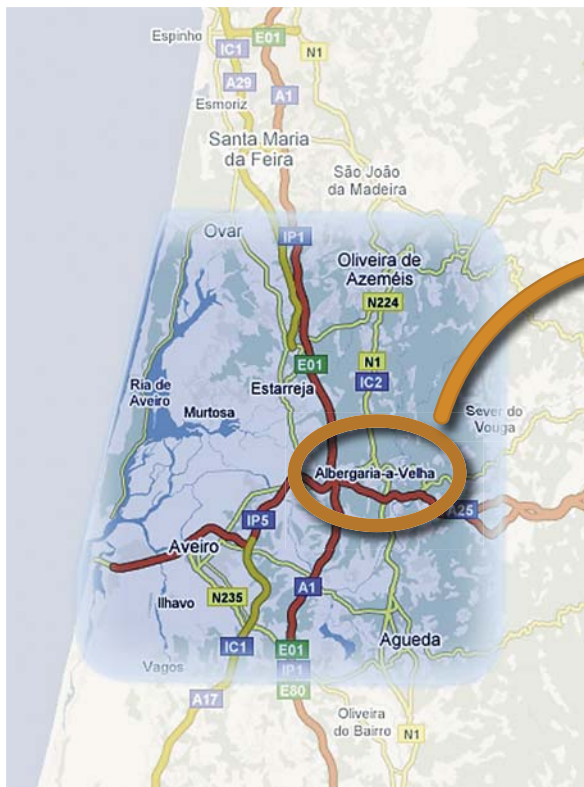 Espinho
E01
IC1
N1
A29
A1
Esmoriz
Santa Maria
da Feira
São João
da Madeira
Ovar
IP1
Oliveira de
Azeméis
N224
E01
N1
IC2
Estarreja
Ria de
Aveiro
Murtosa
Sever do
Vouga
Albergaria-a-Velha
A25
IP5
Aveiro
A1
N235
Ilhavo
IC1
E01
Agueda
Vagos
IP1
E80
A17
Oliveira
do Bairro
N1